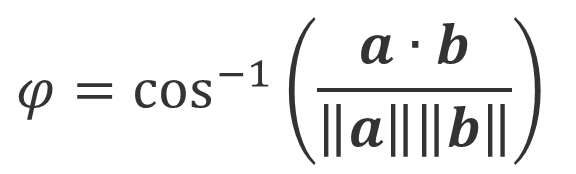 φ = cos⁻¹ (a · b / ‖a‖‖b‖)